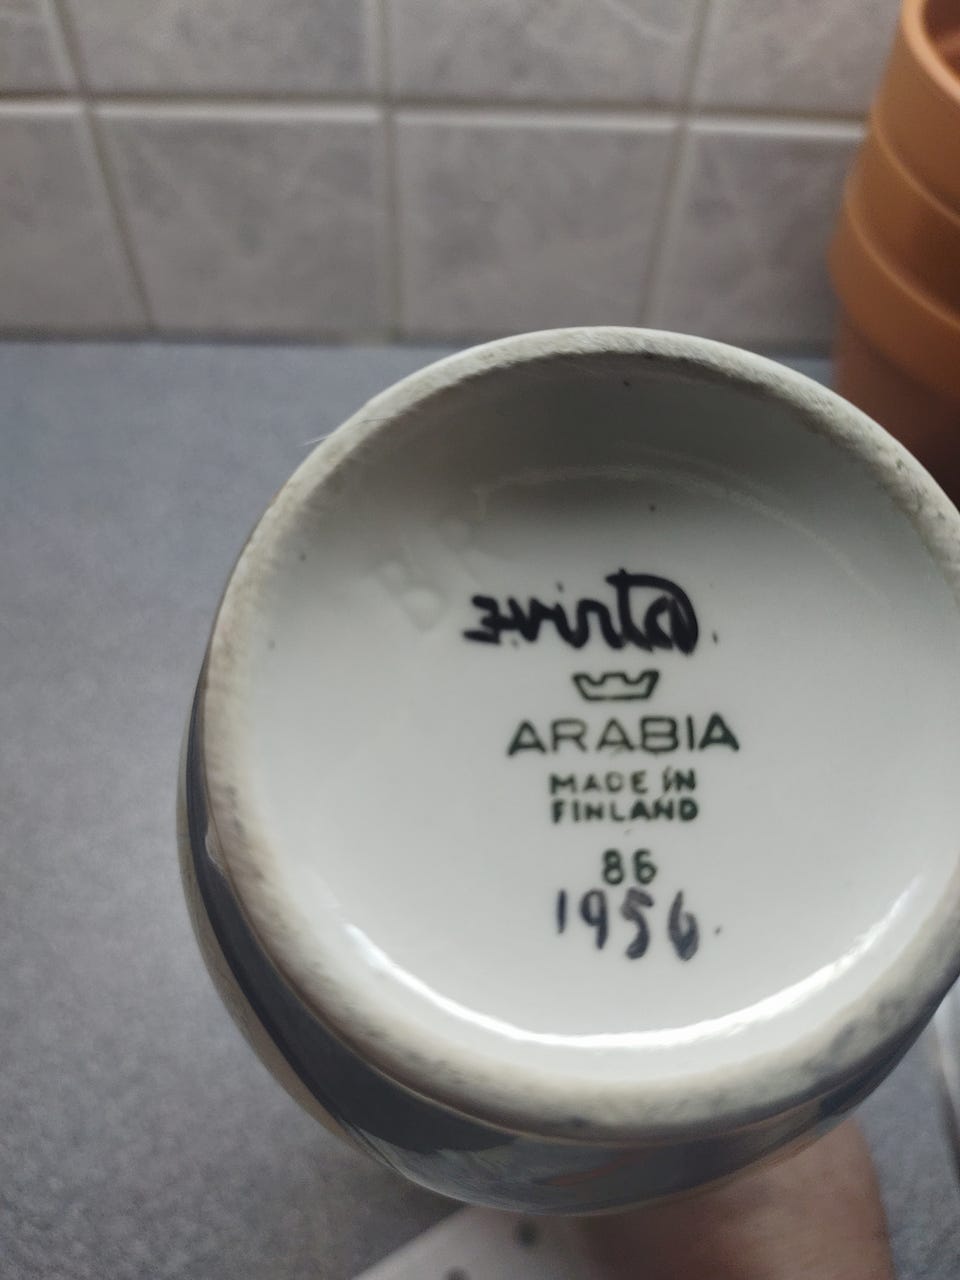 ARABIA
MADE IN
FINLAND
86
1956.